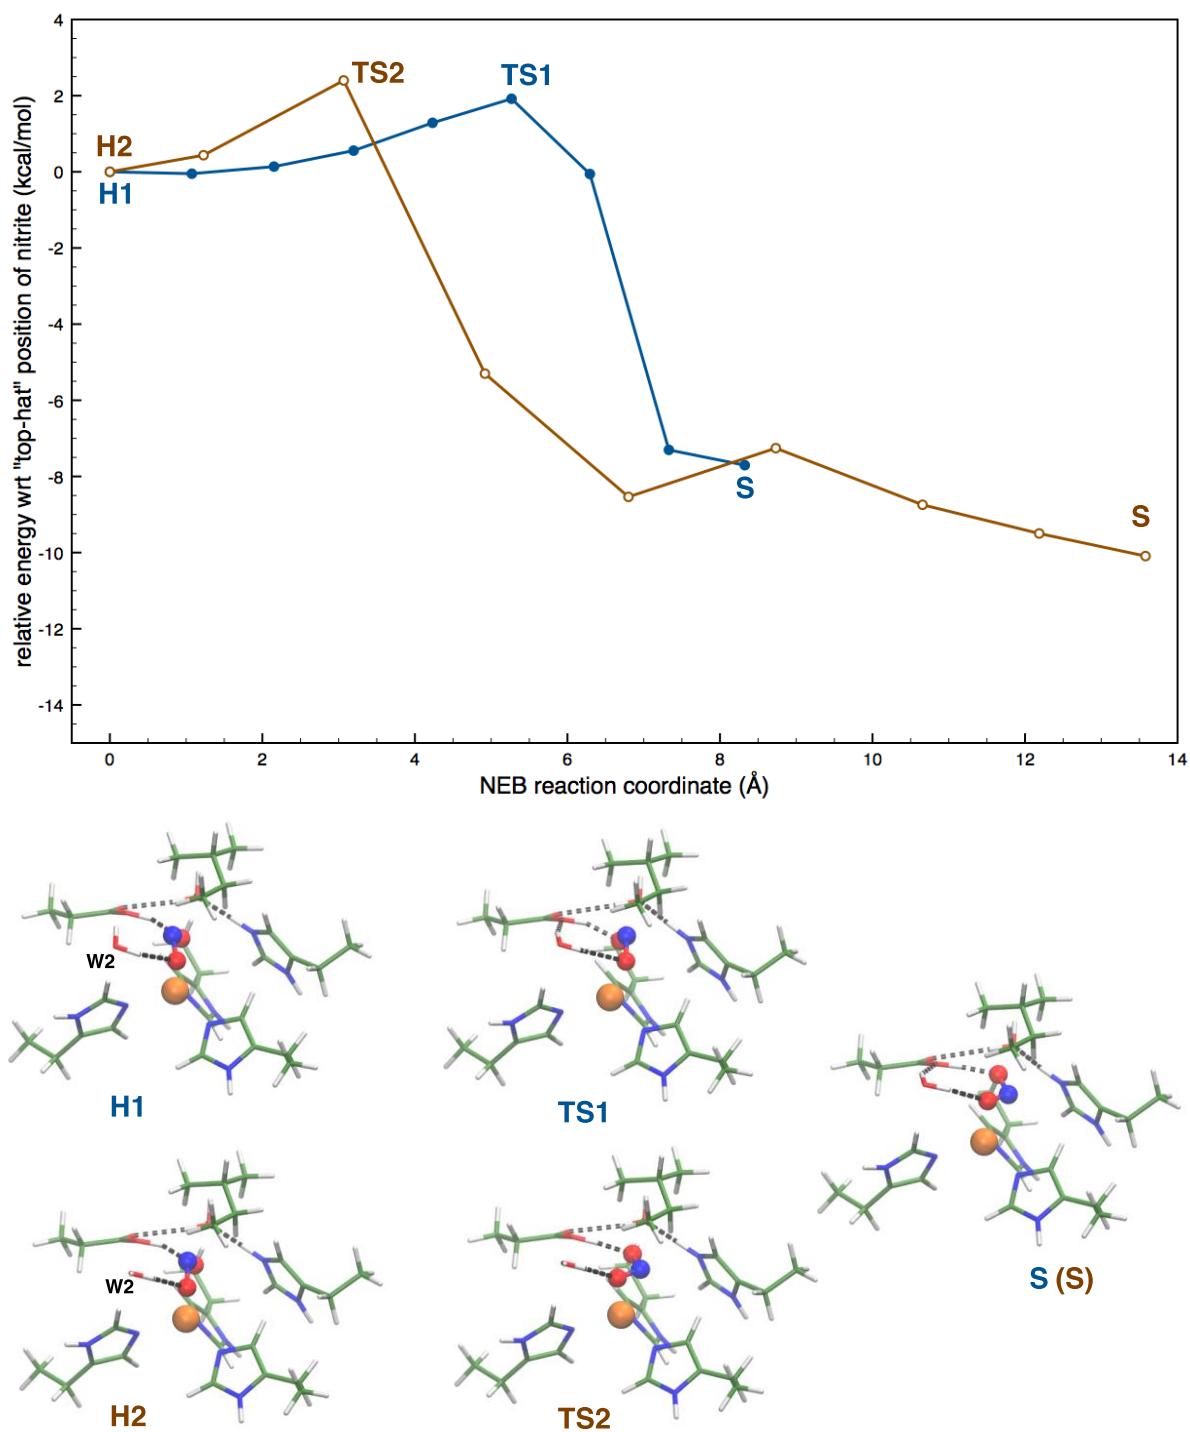 4
2
0
-2
-4
-6
-8
-10
-12
-14
relative energy wrt "top-hat" position of nitrite (kcal/mol)
TS2
TS1
H2
H1
S
S
0 2 4 6 8 10 12 14
NEB reaction coordinate (Å)
W2
H1
TS1
W2
H2
TS2
S (S)